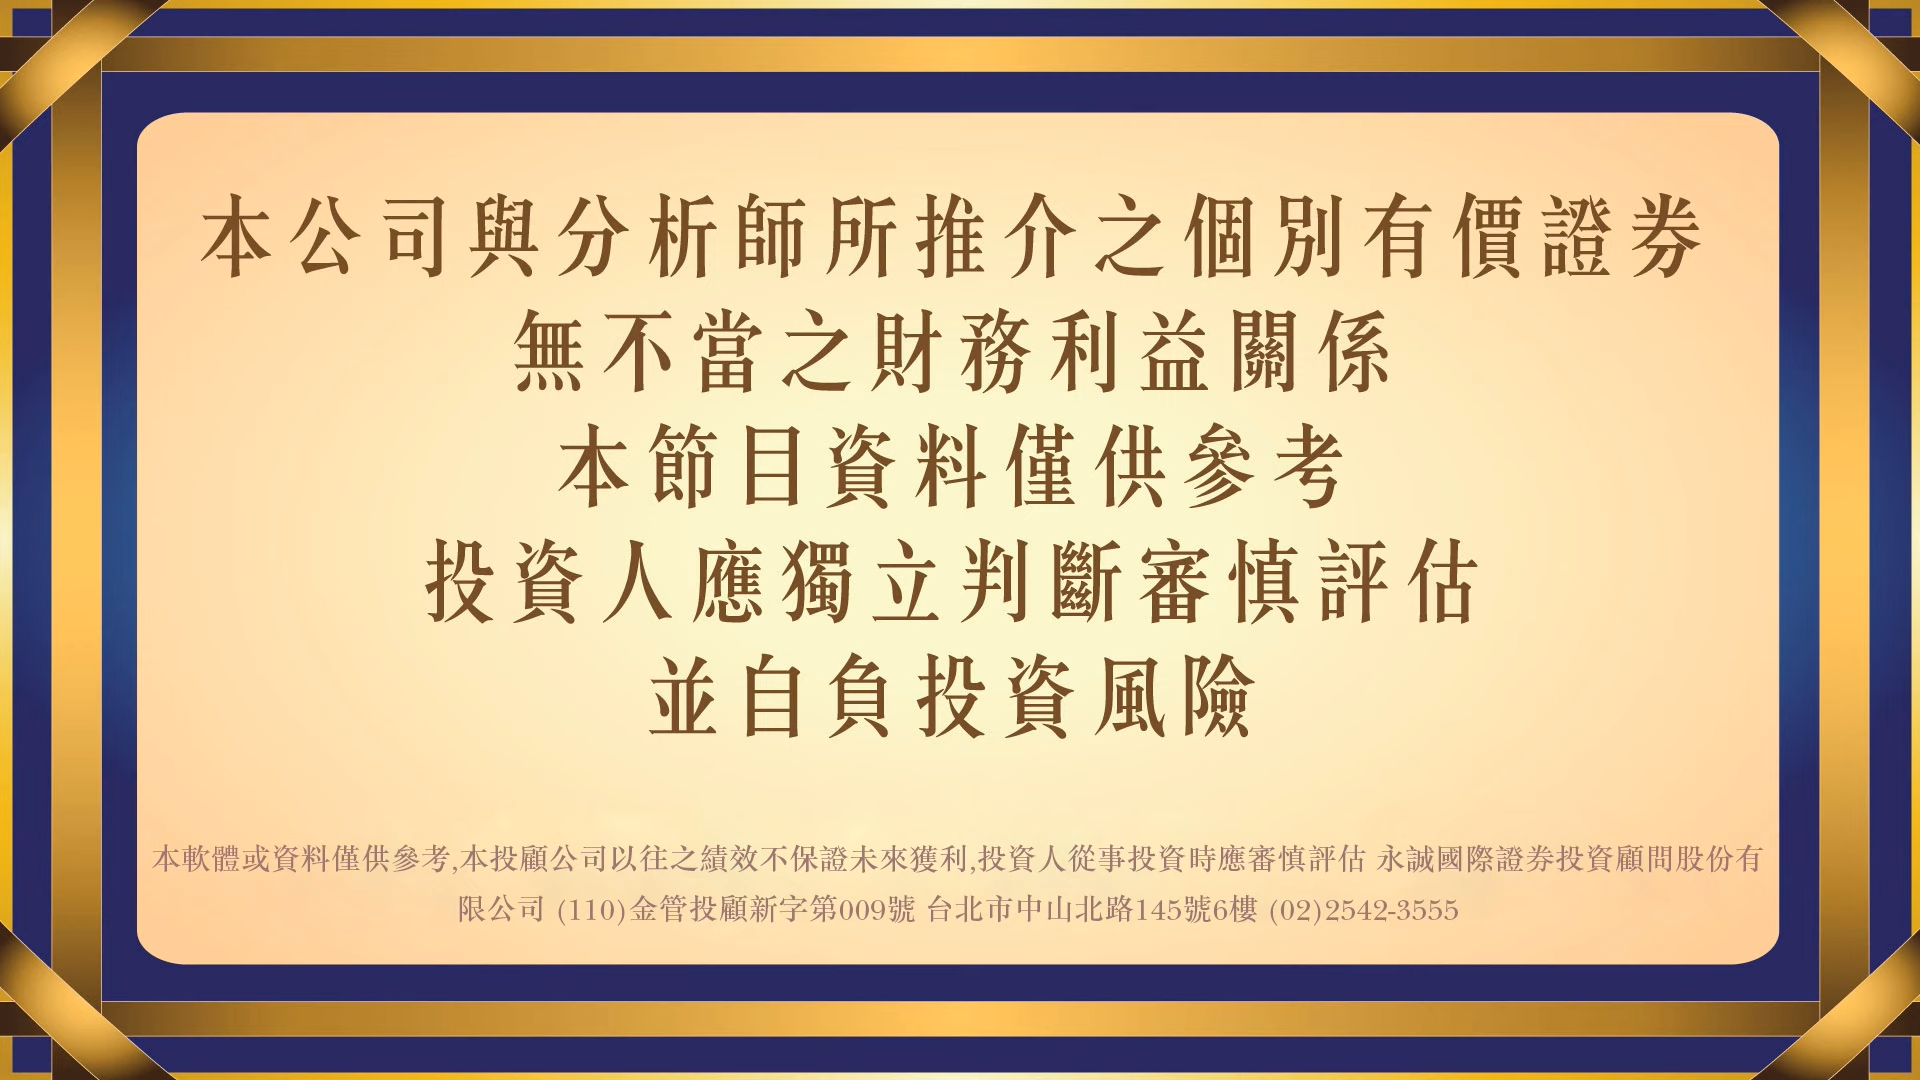 本公司與分析師所推介之個別有價證券
無不當之財務利益關係
本節目資料僅供參考
投資人應獨立判斷審慎評估
並自負投資風險
本軟體或資料僅供參考,本投顧公司以往之績效不保證未來獲利,投資人從事投資時應審慎評估 永誠國際證券投資顧問股份有
限公司 (110)金管投顧新字第009號 台北市中山北路145號6樓 (02)2542-3555